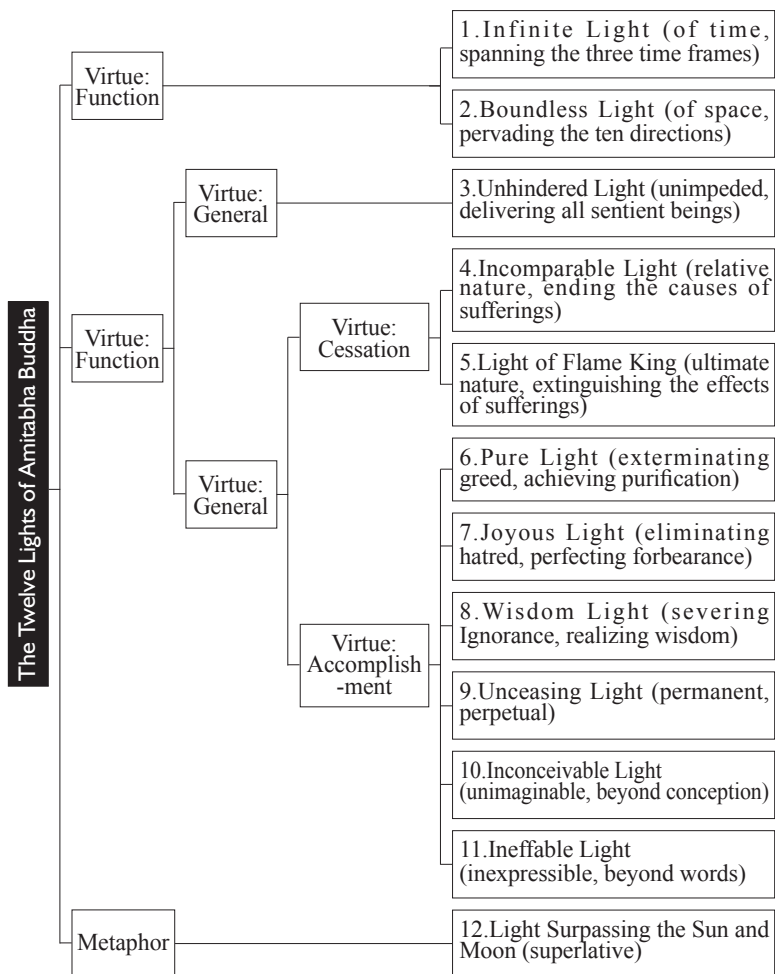 The Twelve Lights of Amitabha Buddha
Virtue:
Function
1.Infinite Light (of time,
spanning the three time frames)
2.Boundless Light (of space,
pervading the ten directions)
Virtue:
Function
Virtue:
General
3.Unhindered Light (unimpeded,
delivering all sentient beings)
Virtue:
General
Virtue:
Cessation
4.Incomparable Light (relative
nature, ending the causes of
sufferings)
5.Light of Flame King (ultimate
nature, extinguishing the effects
of sufferings)
Virtue:
Accomplish
-ment
6.Pure Light (exterminating
greed, achieving purification)
7.Joyous Light (eliminating
hatred, perfecting forbearance)
8.Wisdom Light (severing
Ignorance, realizing wisdom)
9.Unceasing Light (permanent,
perpetual)
10.Inconceivable Light
(unimaginable, beyond conception)
11.Ineffable Light
(inexpressible, beyond words)
Metaphor
12.Light Surpassing the Sun and
Moon (superlative)